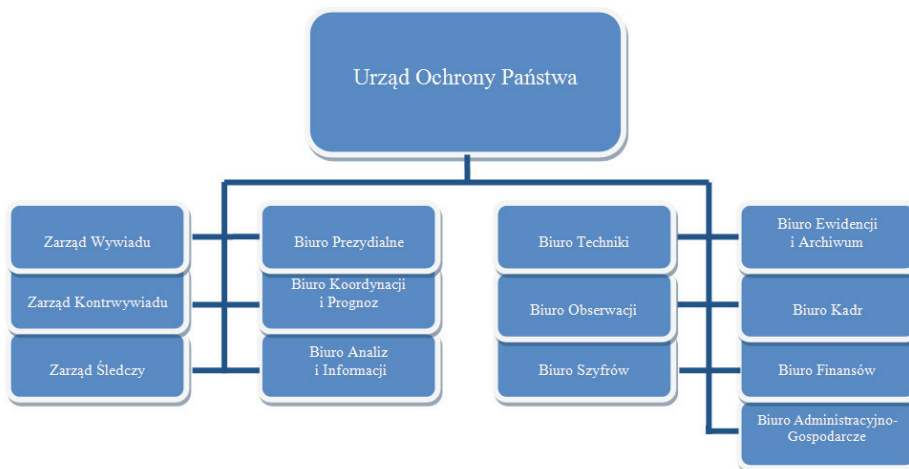 Urząd Ochrony Państwa
Zarząd Wywiadu
Biuro Prezydialne
Biuro Techniki
Biuro Ewidencji
i Archiwum
Zarząd Kontrwywiadu
Biuro Koordynacji
i Prognoz
Biuro Obserwacji
Biuro Kadr
Zarząd Śledczy
Biuro Analiz
i Informacji
Biuro Szyfrów
Biuro Finansów
Biuro Administracyjno-
Gospodarcze